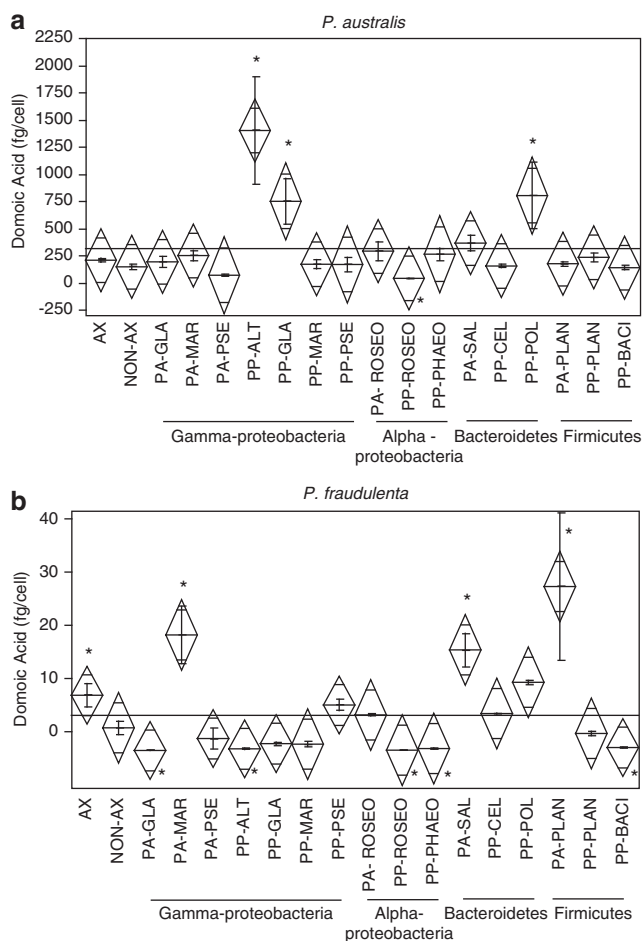 a
P. australis
Domoic Acid (fg/cell)
2250
2000
1750
1500
1250
1000
750
500
250
0
-250
*
*
*
*
AX
NON-AX
PA-GLA
PA-MAR
PA-PSE
PP-ALT
PP-GLA
PP-MAR
PP-PSE
PA- ROSEO
PP-ROSEO
PP-PHAEO
PA-SAL
PP-CEL
PP-POL
PA-PLAN
PP-PLAN
PP-BACI
Gamma-proteobacteria
Alpha -
proteobacteria
Bacteroidetes
Firmicutes
b
P. fraudulenta
Domoic Acid (fg/cell)
40
30
20
10
0
*
*
*
*
*
*
*
*
*
AX
NON-AX
PA-GLA
PA-MAR
PA-PSE
PP-ALT
PP-GLA
PP-MAR
PP-PSE
PA- ROSEO
PP-ROSEO
PP-PHAEO
PA-SAL
PP-CEL
PP-POL
PA-PLAN
PP-PLAN
PP-BACI
Gamma-proteobacteria
Alpha-
proteobacteria
Bacteroidetes
Firmicutes